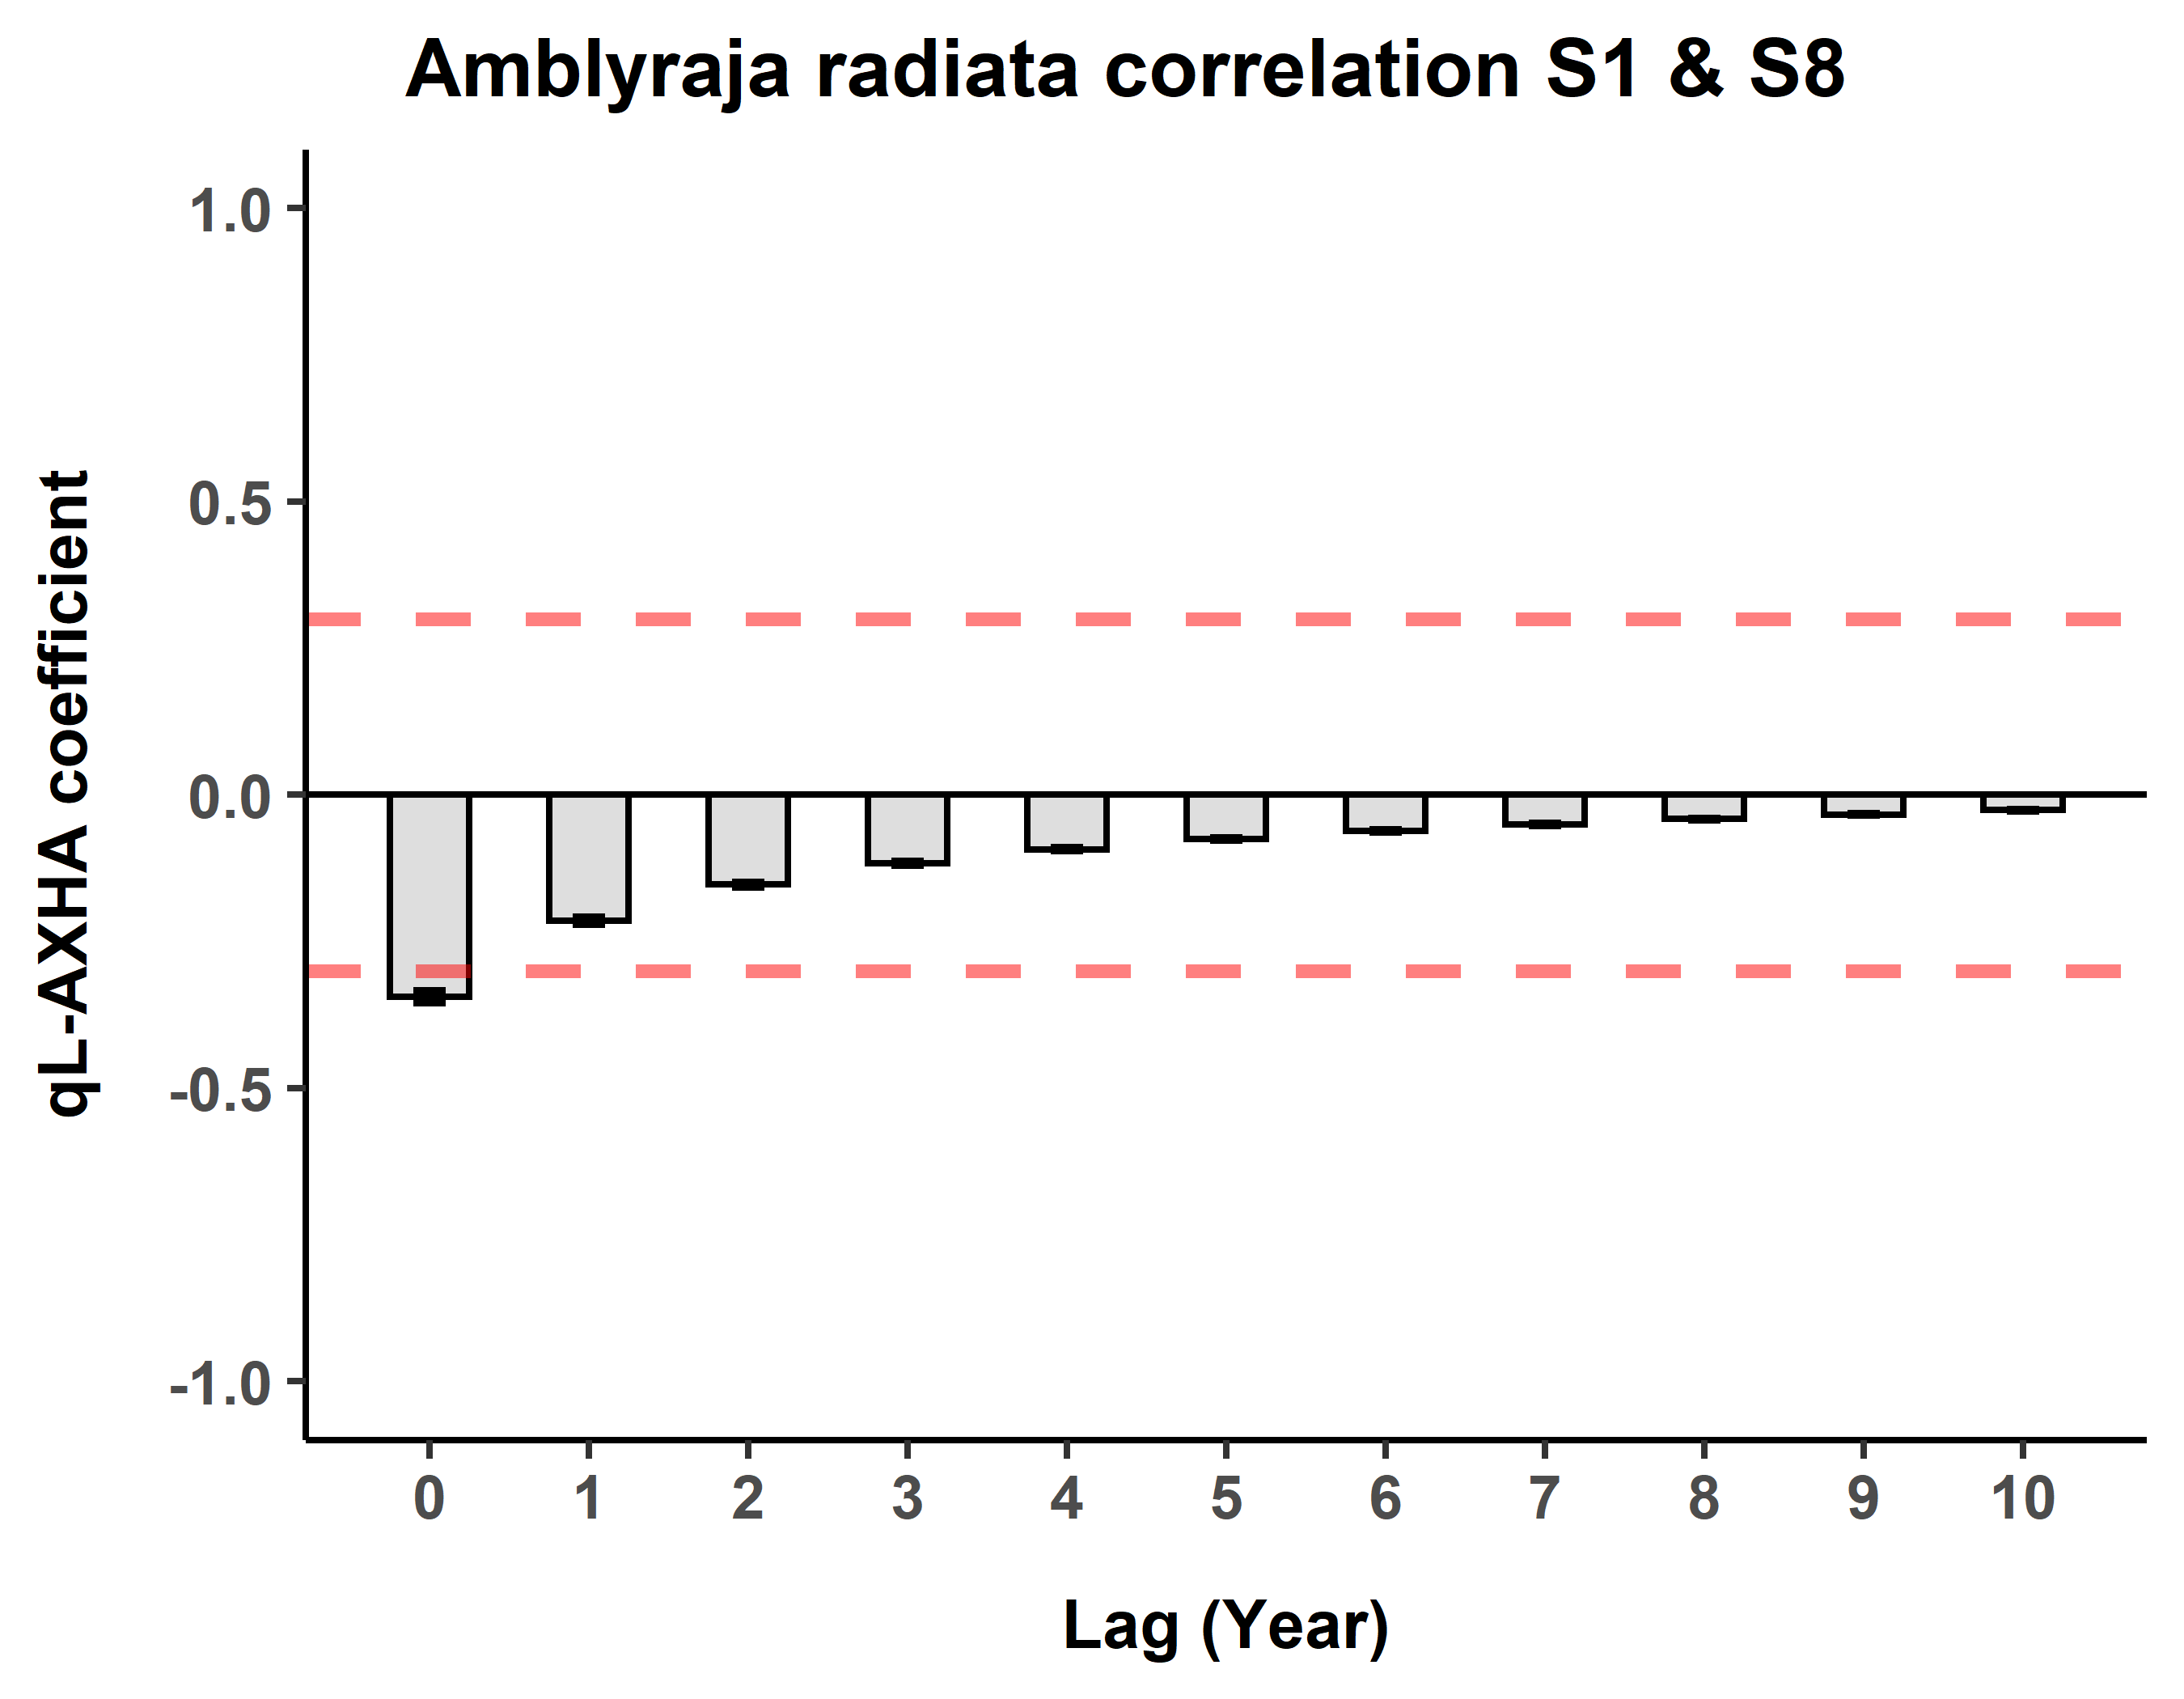 Amblyraja radiata correlation S1 & S8
qL-AXHA coefficient
1.0
0.5
0.0
-0.5
-1.0
0 1 2 3 4 5 6 7 8 9 10
Lag (Year)